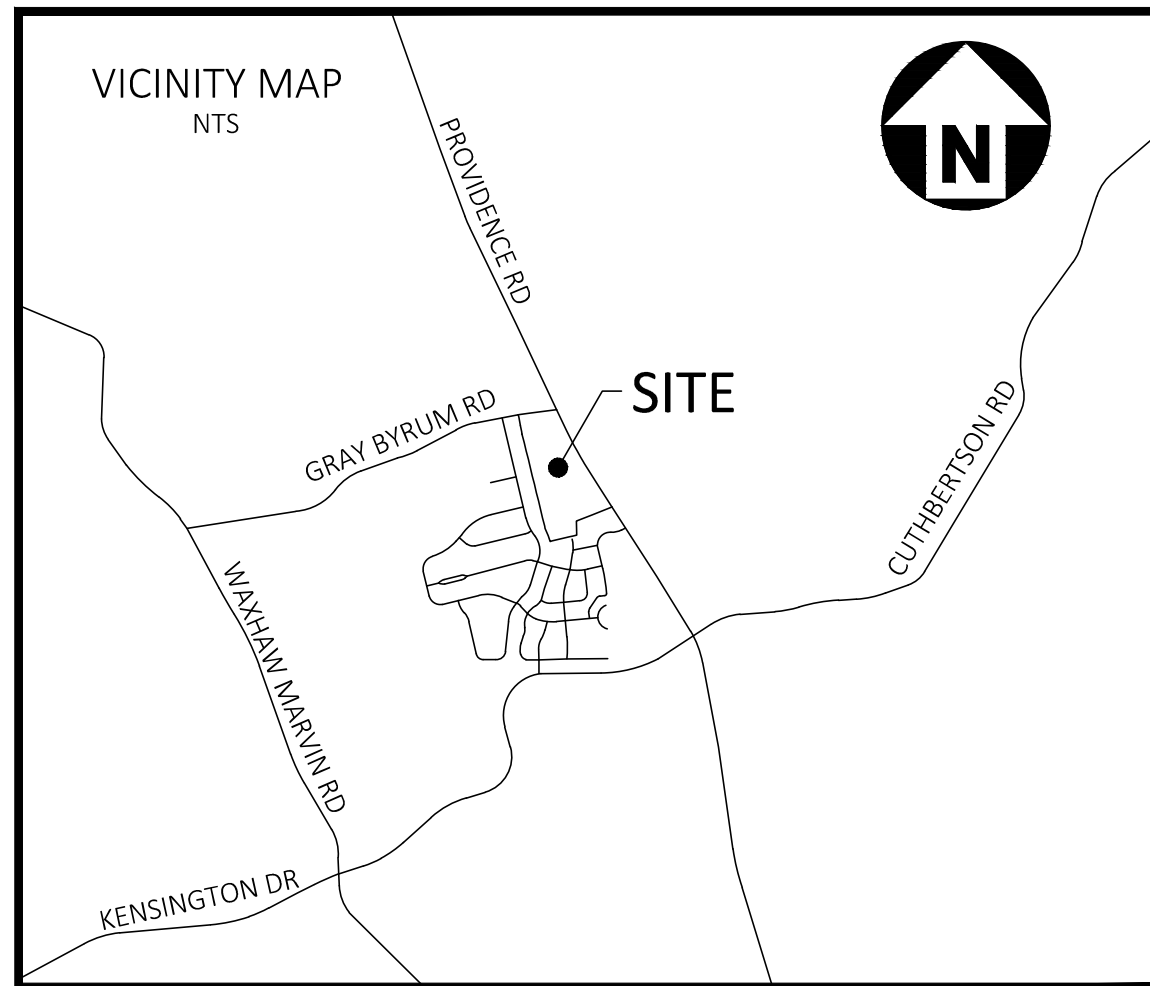 VICINITY MAP
NTS
N
PROVIDENCE RD
SITE
GRAY BYRUM RD
CUTHBERTSON RD
WAXHAW MARVIN RD
KENSINGTON DR